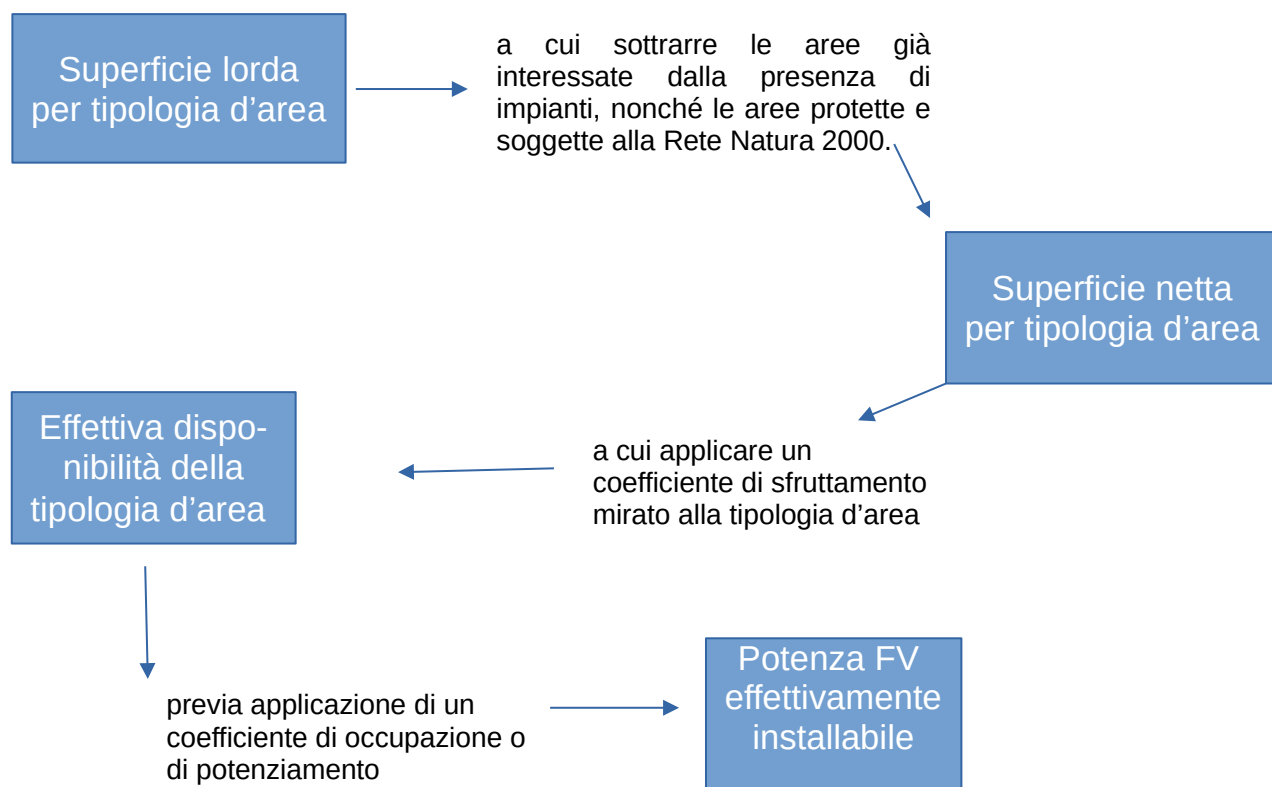 Superficie lorda
per tipologia d’area
a cui sottrarre le aree già
interessate dalla presenza di
impianti, nonché le aree protette e
soggette alla Rete Natura 2000.
Superficie netta
per tipologia d’area
a cui applicare un
coefficiente di sfruttamento
mirato alla tipologia d’area
Effettiva dispo-
nibilità della
tipologia d’area
previa applicazione di un
coefficiente di occupazione o
di potenziamento
Potenza FV
effettivamente
installabile